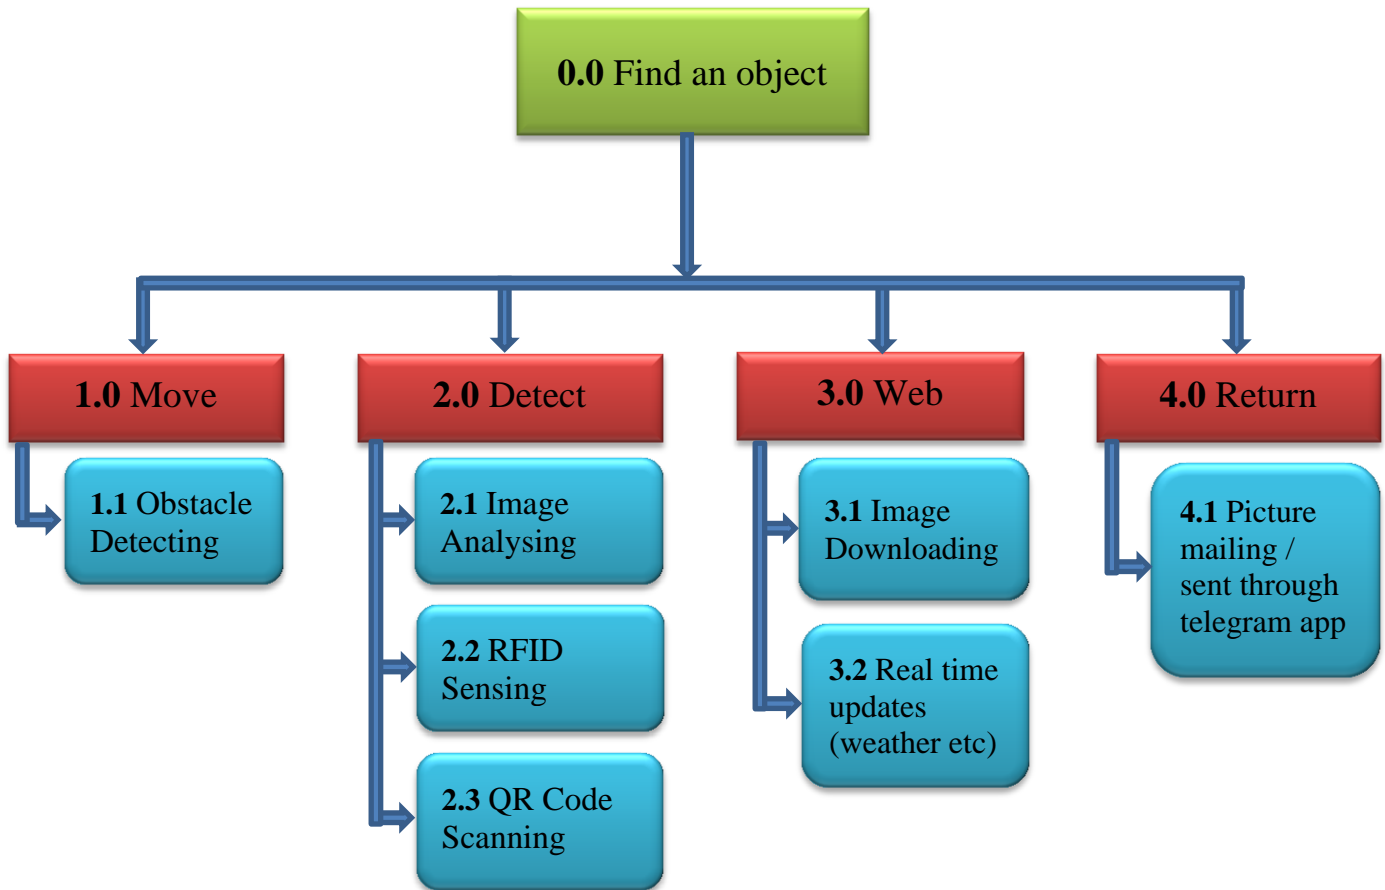 0.0 Find an object
1.0 Move
2.0 Detect
3.0 Web
4.0 Return
1.1 Obstacle
Detecting
2.1 Image
Analysing
2.2 RFID
Sensing
2.3 QR Code
Scanning
3.1 Image
Downloading
3.2 Real time
updates
(weather etc)
4.1 Picture
mailing /
sent through
telegram app